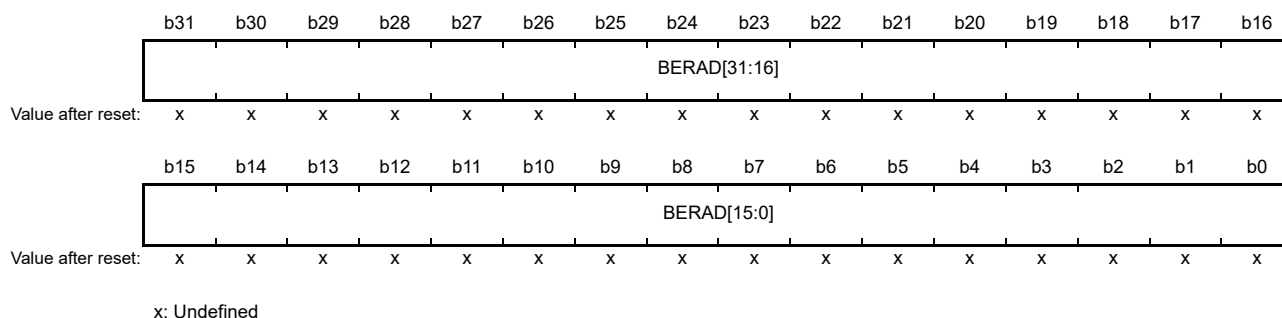 b31 b30 b29 b28 b27 b26 b25 b24 b23 b22 b21 b20 b19 b18 b17 b16
BERAD[31:16]
Value after reset: x x x x x x x x x x x x x x x x
b15 b14 b13 b12 b11 b10 b9 b8 b7 b6 b5 b4 b3 b2 b1 b0
BERAD[15:0]
Value after reset: x x x x x x x x x x x x x x x x
x: Undefined